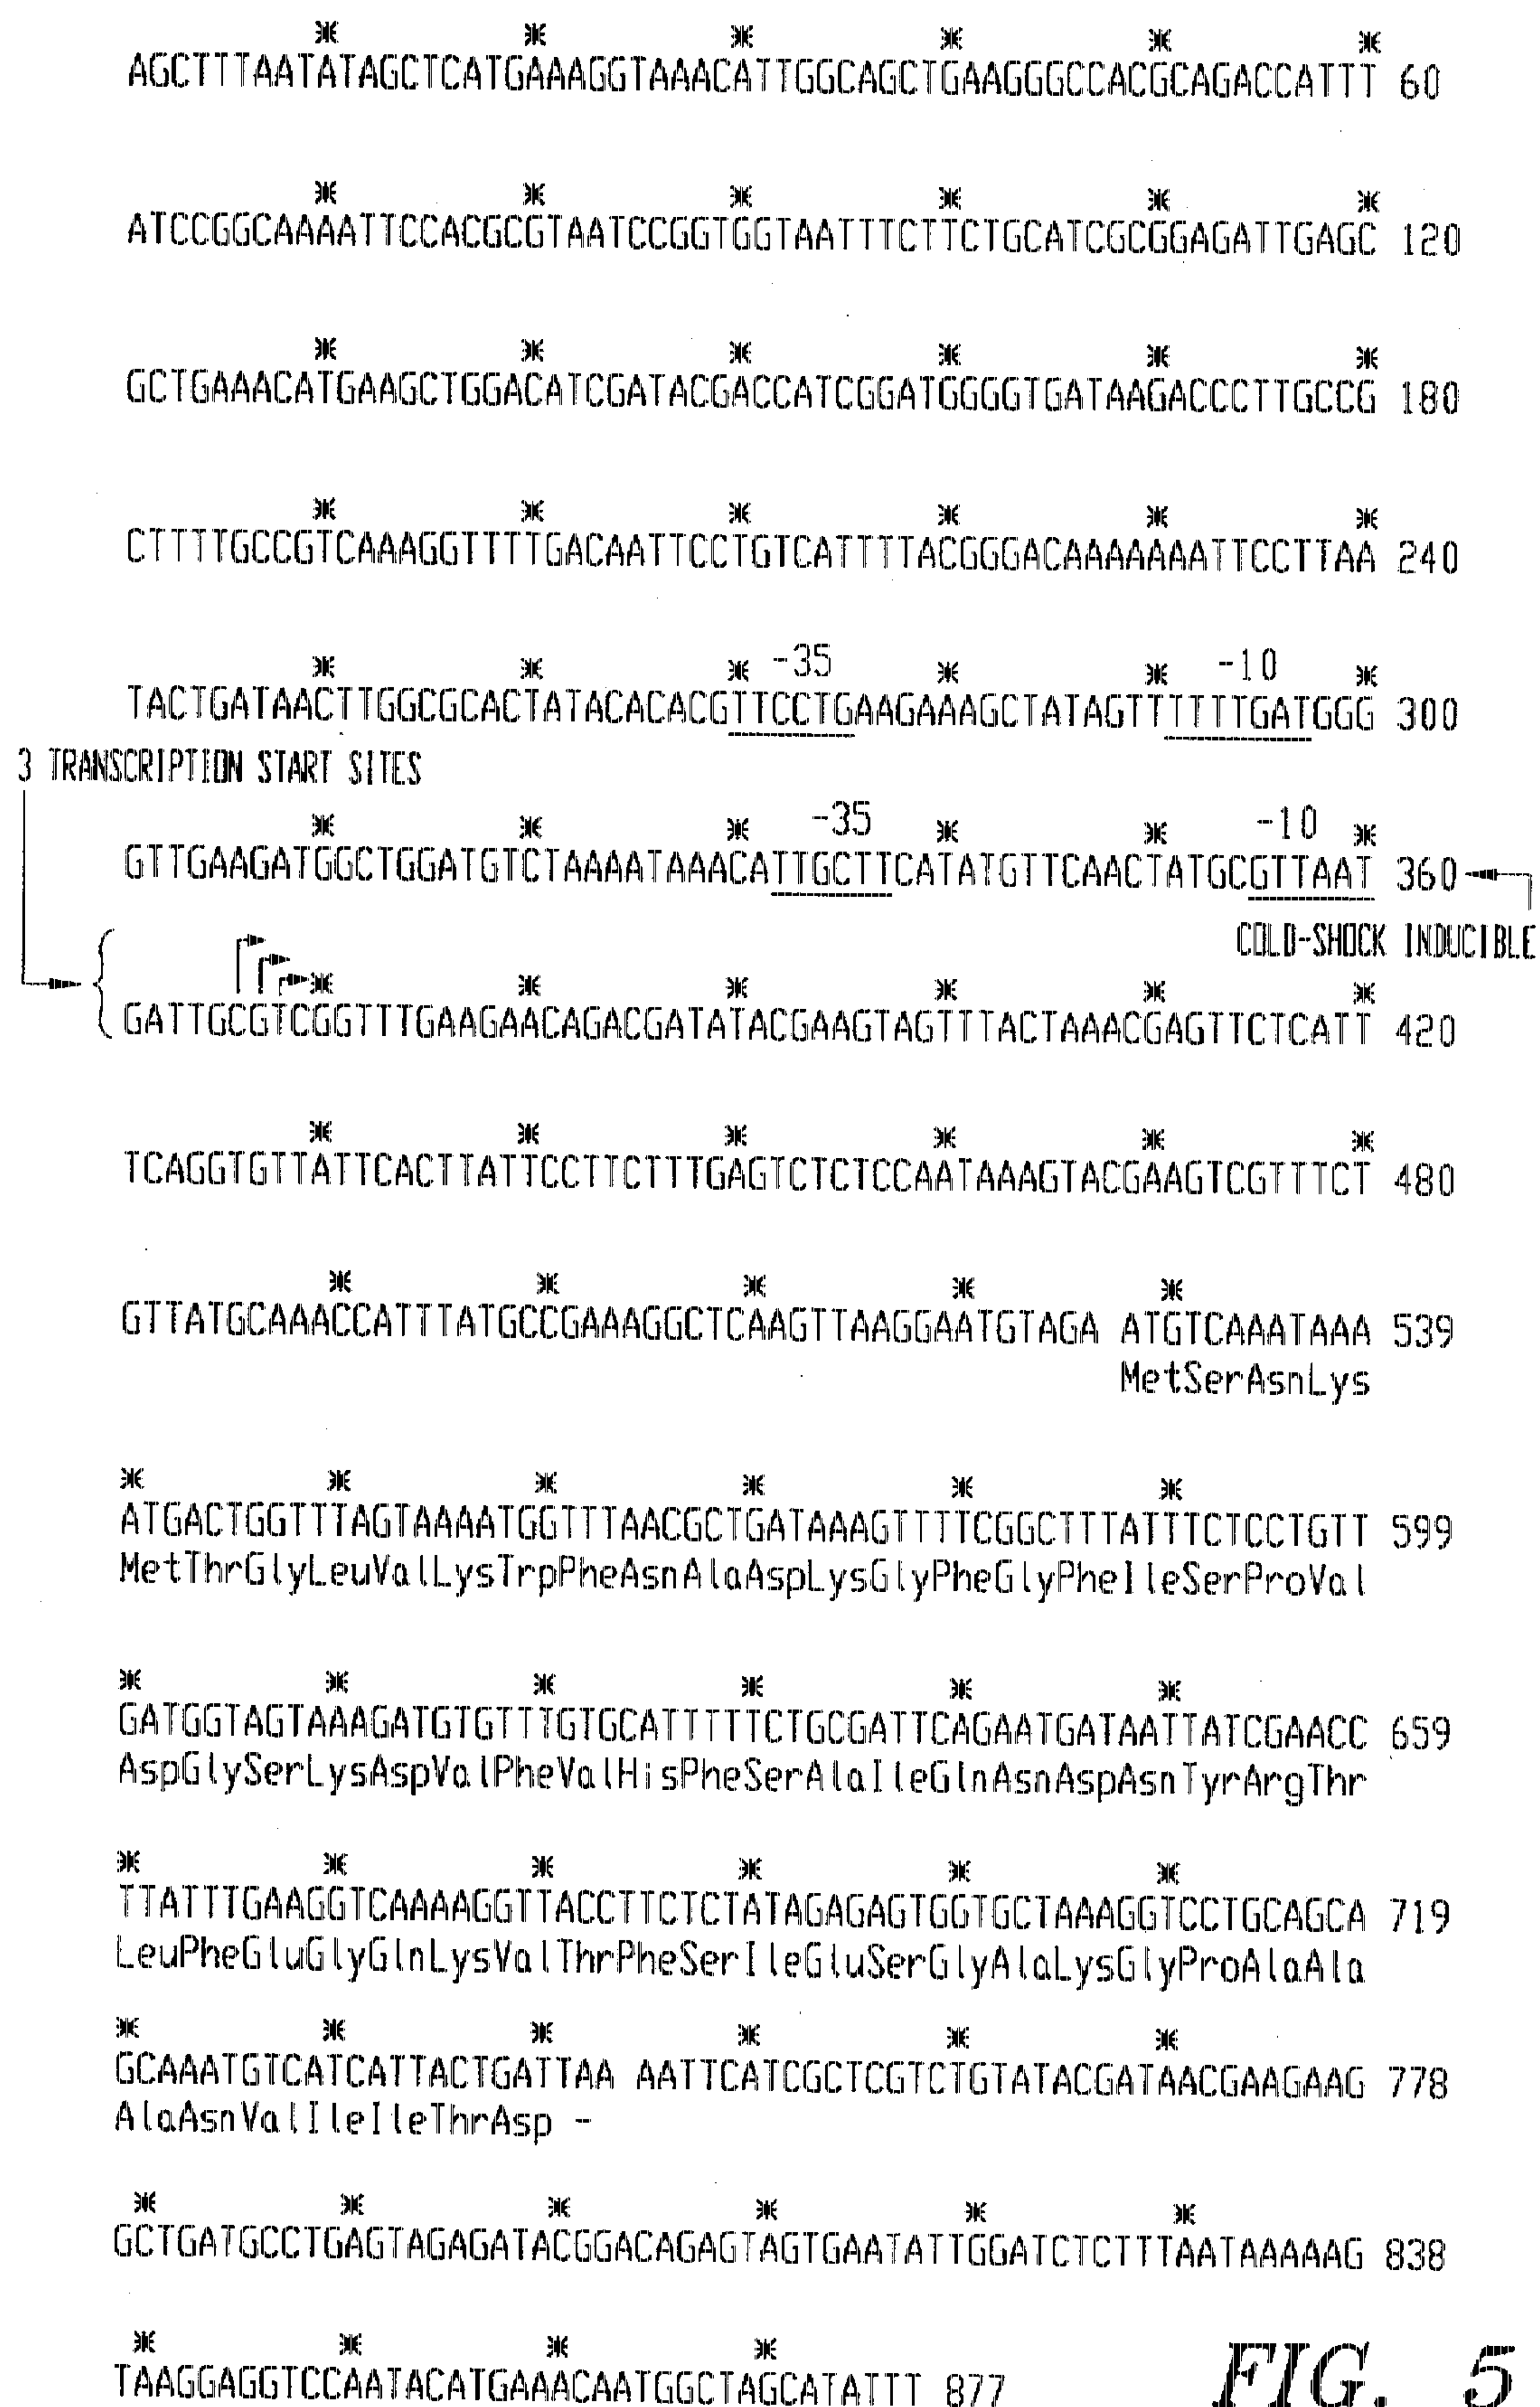 AGCTTTAATATAGCTCATGAAAGGTAAACATTGGCAGCTGAAGGGCCACGCAGACCATTT 60
ATCCGGCAAAATTCCACGCGTAATCCGGTGGTAATTTCTTCTGCATCGCGGAGATTGAGC 120
GCTGAAACATGAAGCTGGACATCGATACGACCATCGGATGGGGTGATAAGACCCTTGCCG 180
CTTTTGCCGTCAAAGGTTTTGACAATTCCTGTCATTTTACGGGACAAAAAAATTCCTTAA 240
-35 -10
TACTGATAACTTGGCGCACTATACACACGTTCCTGAAGAAAGCTATAGTTTTTTGATGGG 300
3 TRANSCRIPTION START SITES
-35 -10
GTTGAAGATGGCTGGATGTCTAAAATAAACATTGCTTCATATGTTCAACTATGCGTTAAT 360
COLD-SHOCK INDUCIBLE
GATTGCGTCGGTTTGAAGAACAGACGATATACGAAGTAGTTTACTAAACGAGTTCTCATT 420
TCAGGTGTTATTCACTTATTCCTTCTTTGAGTCTCTCCAATAAAGTACGAAGTCGTTTCT 480
GTTATGCAAACCATTTATGCCGAAAGGCTCAAGTTAAGGAATGTAGA ATGTCAAATAAA 539
MetSerAsnLys
ATGACTGGTTTAGTAAAATGGTTTAACGCTGATAAAGTTTTCGGCTTTATTTCTCCTGTT 599
MetThrGlyLeuValLysTrpPheAsnAlaAspLysGlyPheGlyPheIleSerProVal
GATGGTAGTAAAGATGTGTTTGTGCATTTTTCTGCGATTCAGAATGATAATTATCGAACC 659
AspGlySerLysAspValPheValHisPheSerAlaIleGlnAsnAspAsnTyrArgThr
TTATTTGAAGGTCAAAAGGTTACCTTCTCTATAGAGAGTGGTGCTAAAGGTCCTGCAGCA 719
LeuPheGluGlyGlnLysValThrPheSerIleGluSerGlyAlaLysGlyProAlaAla
GCAAATGTCATCATTACTGATTAA AATTCATCGCTCGTCTGTATACGATAACGAAGAAG 778
AlaAsnValIleIleThrAsp -
GCTGATGCCTGAGTAGAGATACGGACAGAGTAGTGAATATTGGATCTCTTTAATAAAAAG 838
TAAGGAGGTCCAATACATGAAACAATGGCTAGCATATTT 877
FIG. 5